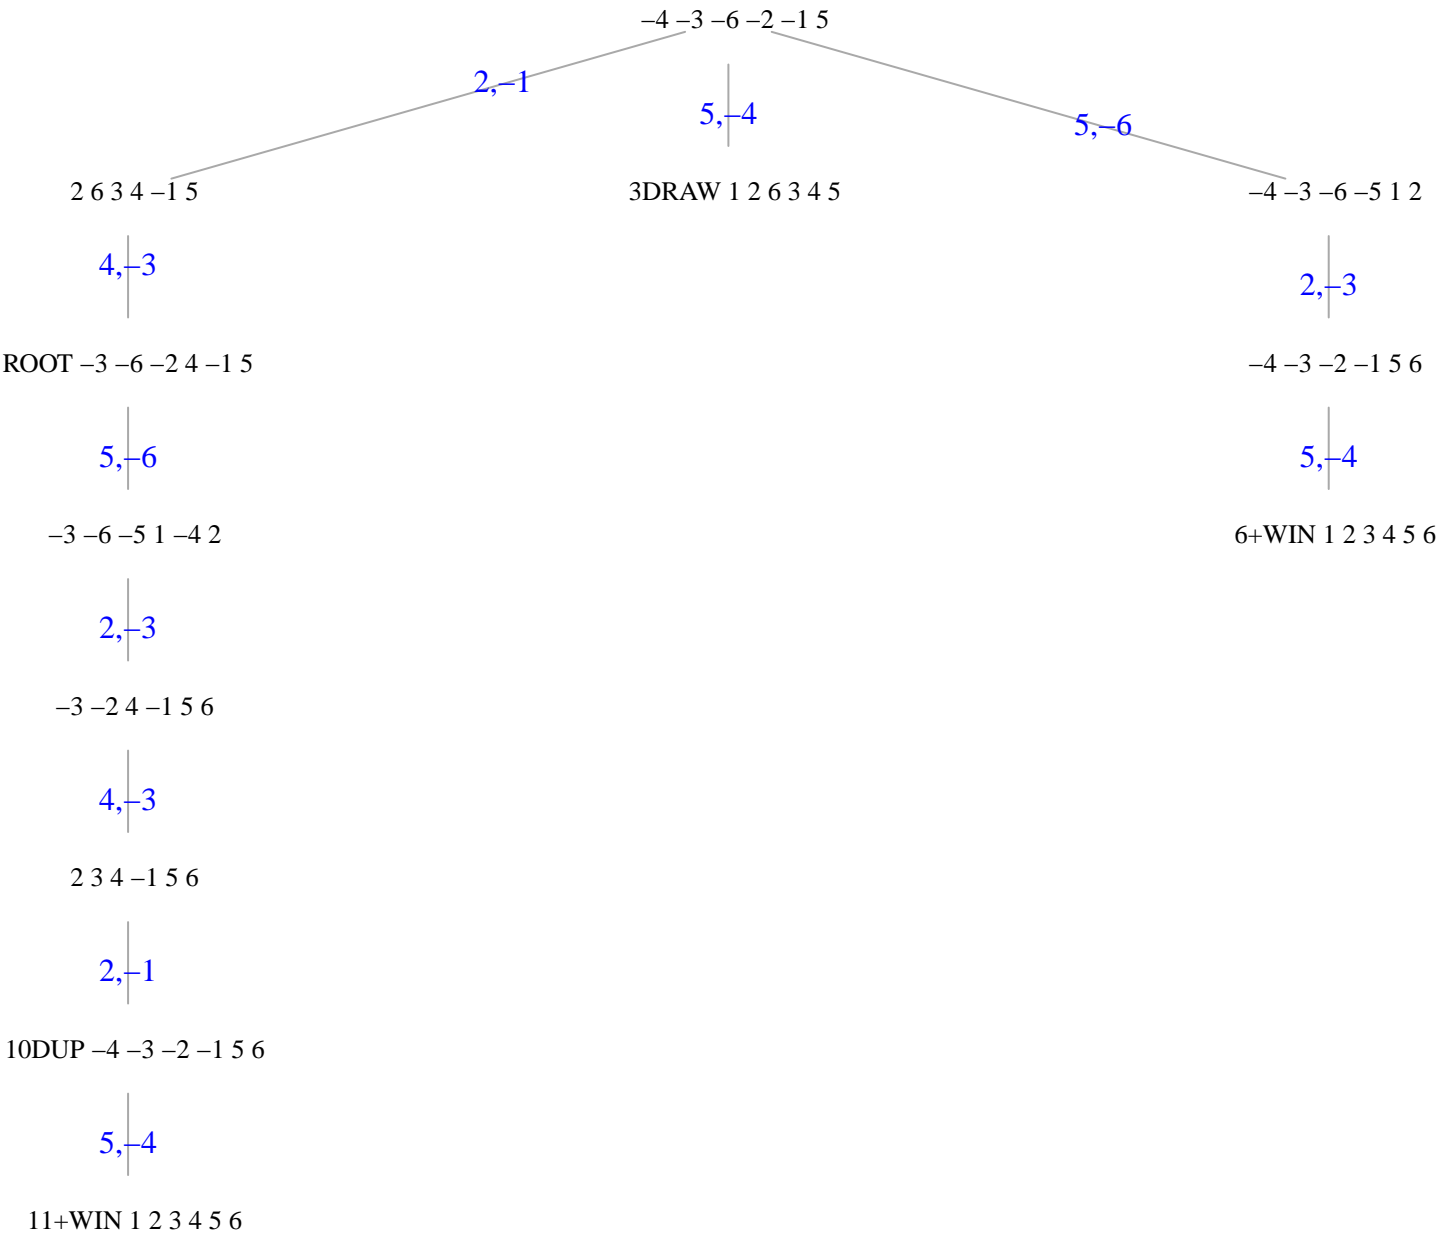 –4 –3 –6 –2 –1 5
2,–1
5,–4
5,–6
2 6 3 4 –1 5
3DRAW 1 2 6 3 4 5
–4 –3 –6 –5 1 2
4,–3
2,–3
ROOT –3 –6 –2 4 –1 5
–4 –3 –2 –1 5 6
5,–6
5,–4
–3 –6 –5 1 –4 2
6+WIN 1 2 3 4 5 6
2,–3
–3 –2 4 –1 5 6
4,–3
2 3 4 –1 5 6
2,–1
10DUP –4 –3 –2 –1 5 6
5,–4
11+WIN 1 2 3 4 5 6